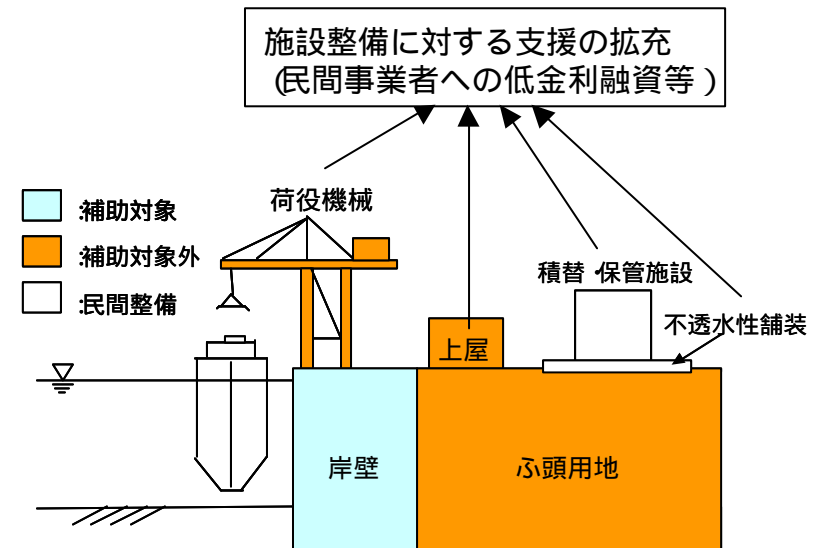 施設整備に対する支援の拡充
(民間事業者への低金利融資等)
荷役機械
:補助対象
:補助対象外
:民間整備
積替・保管施設
不透水性舗装
上屋
岸壁
ふ頭用地